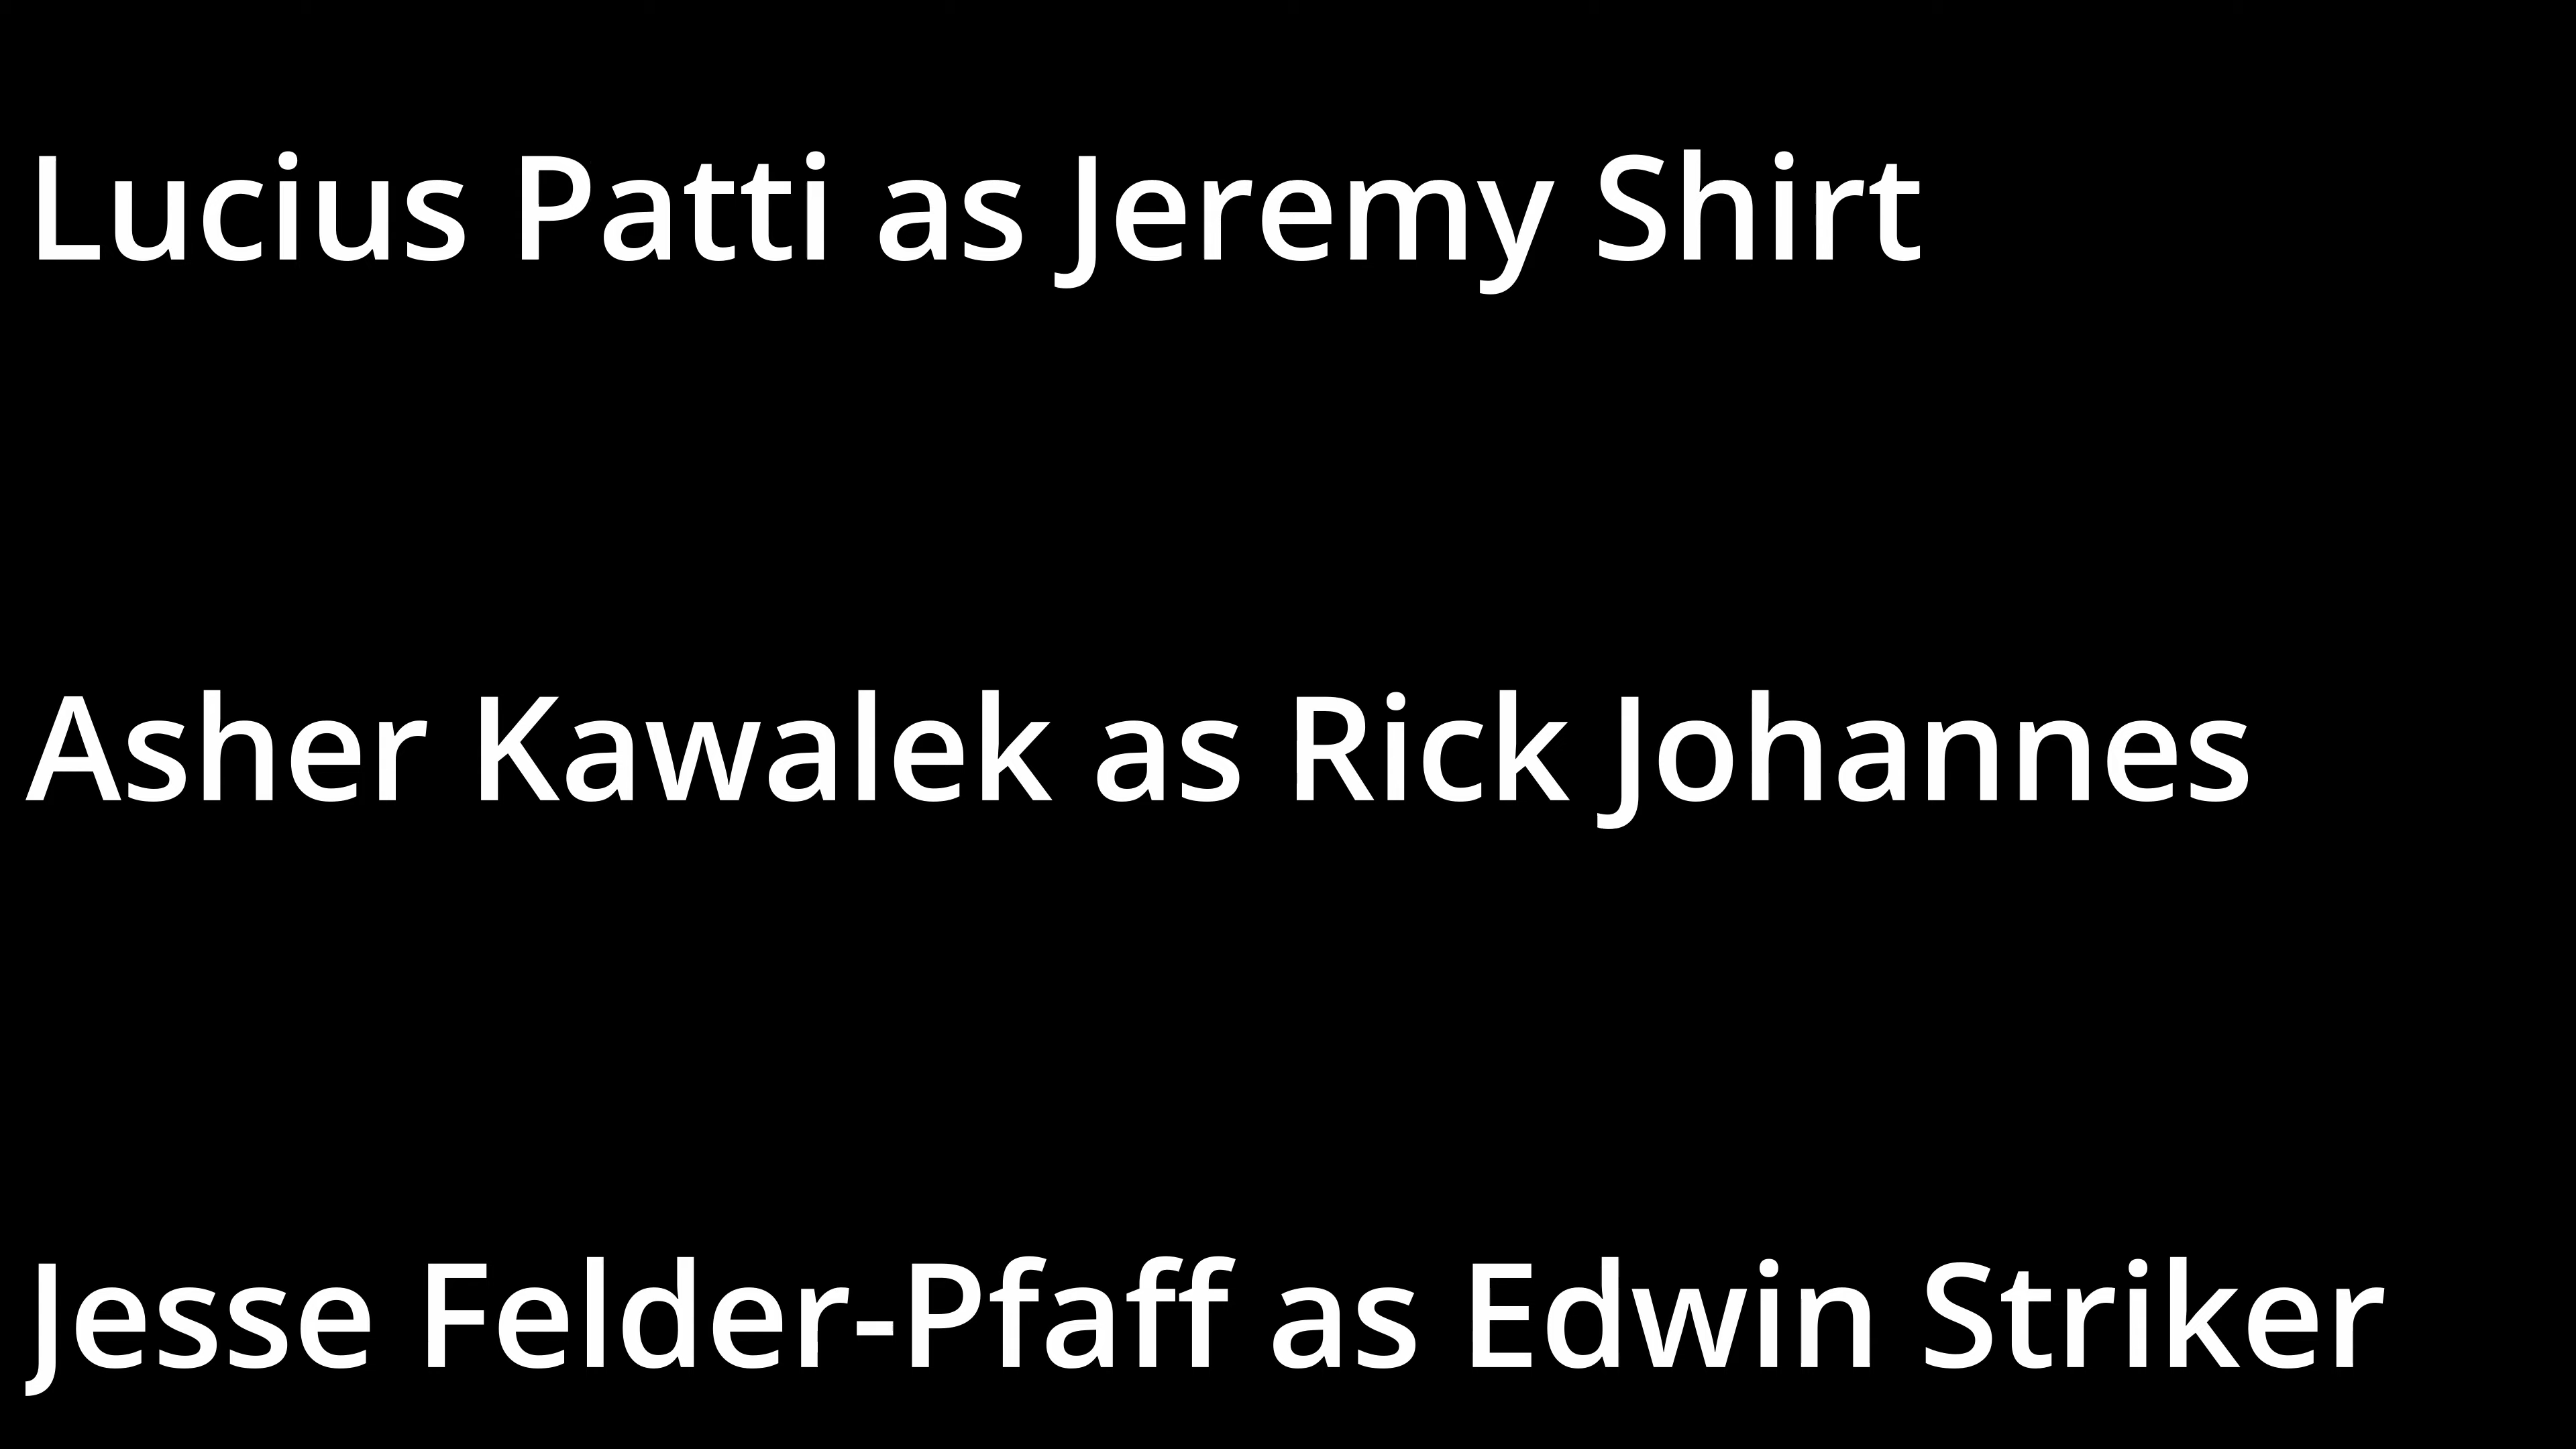 Lucius Patti as Jeremy Shirt
Asher Kawalek as Rick Johannes
Jesse Felder-Pfaff as Edwin Striker